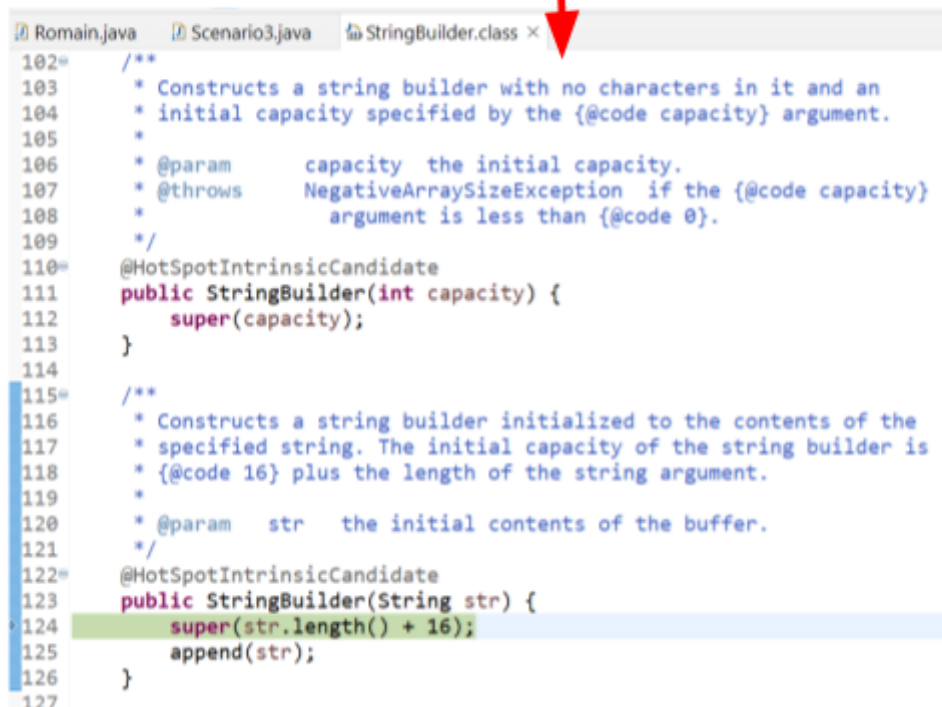 Romain.java Scenario3.java StringBuilder.class ×
102 /**
103 * Constructs a string builder with no characters in it and an
104 * initial capacity specified by the {@code capacity} argument.
105 *
106 * @param capacity the initial capacity.
107 * @throws NegativeArraySizeException if the {@code capacity}
108 * argument is less than {@code 0}.
109 */
110 @HotSpotIntrinsicCandidate
111 public StringBuilder(int capacity) {
112 super(capacity);
113 }
114
115 /**
116 * Constructs a string builder initialized to the contents of the
117 * specified string. The initial capacity of the string builder is
118 * {@code 16} plus the length of the string argument.
119 *
120 * @param str the initial contents of the buffer.
121 */
122 @HotSpotIntrinsicCandidate
123 public StringBuilder(String str) {
124 super(str.length() + 16);
125 append(str);
126 }
127